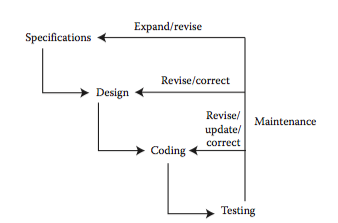 Expand/revise
Specifications
Revise/correct
Design
Revise/
update/
correct
Maintenance
Coding
Testing